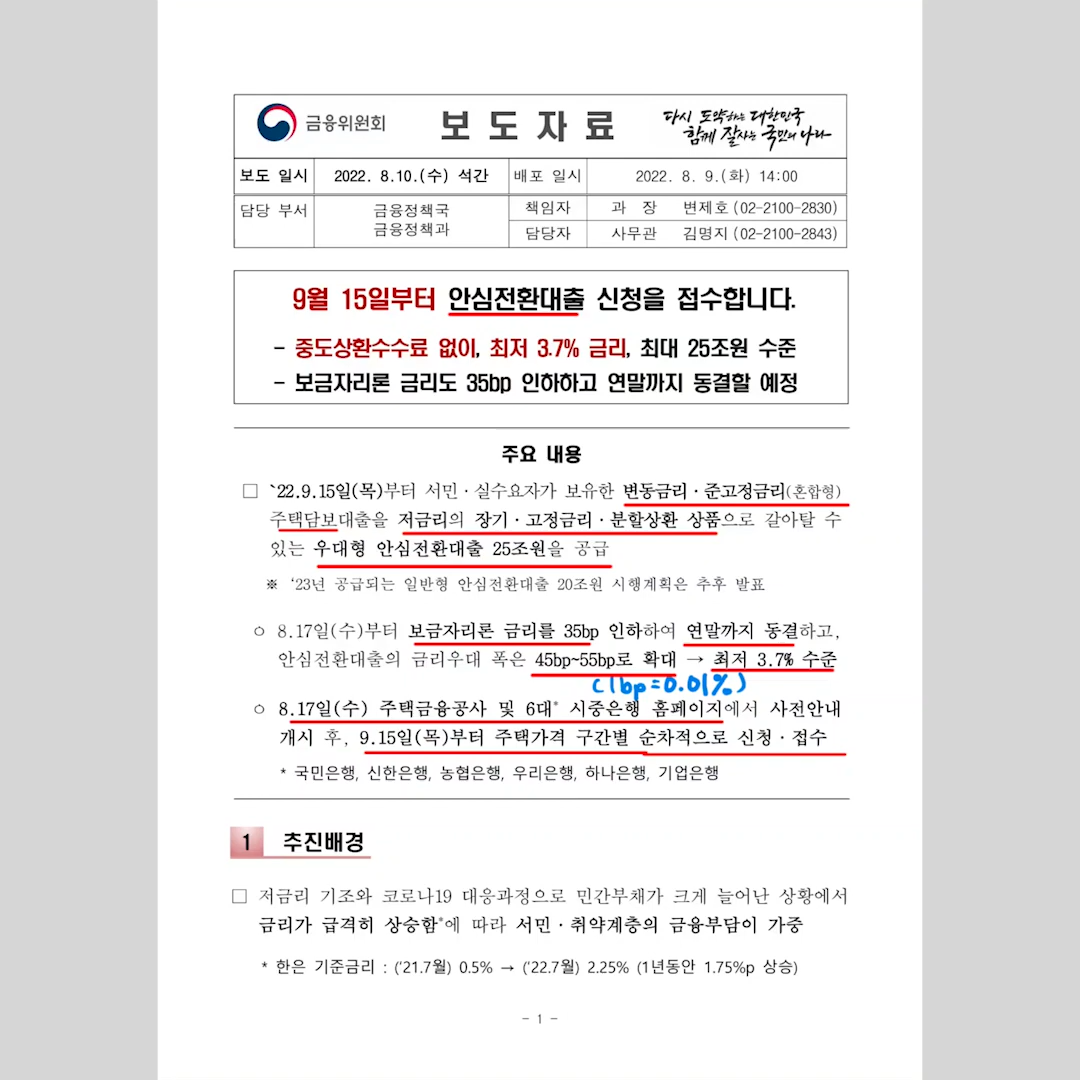 금융위원회
보 도 자 료
다시 도약하는 대한민국
함께 잘사는 국민의 나라
보도 일시 2022. 8.10.(수) 석간 배포 일시 2022. 8. 9.(화) 14:00
담당 부서 금융정책국 책임자 과 장 변제호 (02-2100-2830)
금융정책과 담당자 사무관 김명지 (02-2100-2843)
9월 15일부터 안심전환대출 신청을 접수합니다.
- 중도상환수수료 없이, 최저 3.7% 금리, 최대 25조원 수준
- 보금자리론 금리도 35bp 인하하고 연말까지 동결할 예정
주요 내용
□ `22.9.15일(목)부터 서민·실수요자가 보유한 변동금리·준고정금리(혼합형)
주택담보대출을 저금리의 장기·고정금리·분할상환 상품으로 갈아탈 수
있는 우대형 안심전환대출 25조원을 공급
※ ‘23년 공급되는 일반형 안심전환대출 20조원 시행계획은 추후 발표
ㅇ 8.17일(수)부터 보금자리론 금리를 35bp 인하하여 연말까지 동결하고,
안심전환대출의 금리우대 폭은 45bp~55bp로 확대 → 최저 3.7% 수준
(1bp=0.01%)
ㅇ 8.17일(수) 주택금융공사 및 6대* 시중은행 홈페이지에서 사전안내
개시 후, 9.15일(목)부터 주택가격 구간별 순차적으로 신청·접수
* 국민은행, 신한은행, 농협은행, 우리은행, 하나은행, 기업은행
1 추진배경
□ 저금리 기조와 코로나19 대응과정으로 민간부채가 크게 늘어난 상황에서
금리가 급격히 상승함*에 따라 서민·취약계층의 금융부담이 가중
* 한은 기준금리 : (‘21.7월) 0.5% → (‘22.7월) 2.25% (1년동안 1.75%p 상승)
- 1 -